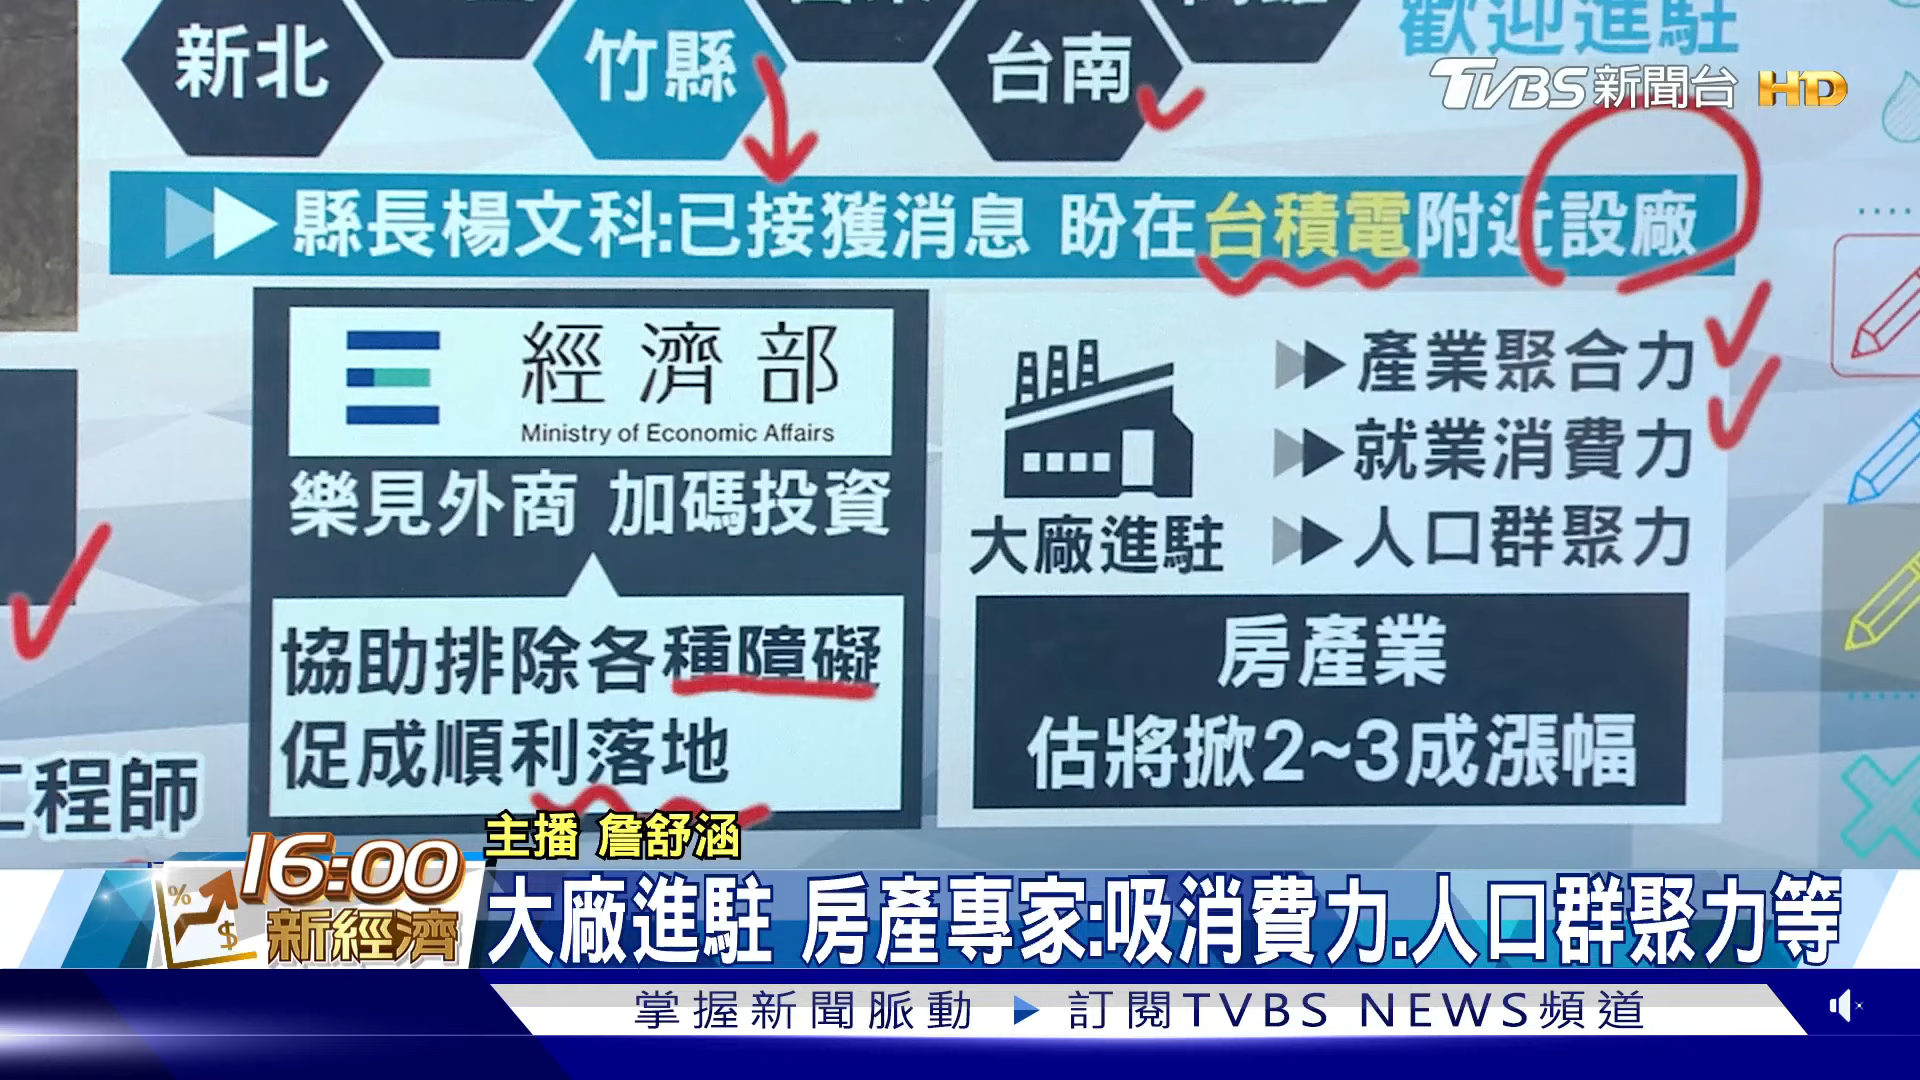 歡迎進駐
新北
竹縣
台南
TVBS新聞台 HD
縣長楊文科:已接獲消息 盼在台積電附近設廠
經濟部
Ministry of Economic Affairs
樂見外商 加碼投資
協助排除各種障礙
促成順利落地
大廠進駐
產業聚合力
就業消費力
人口群聚力
房產業
估將掀2~3成漲幅
工程師
主播 詹舒涵
16:00
新經濟
% $
大廠進駐 房產專家:吸消費力.人口群聚力等
掌握新聞脈動 訂閱TVBS NEWS頻道